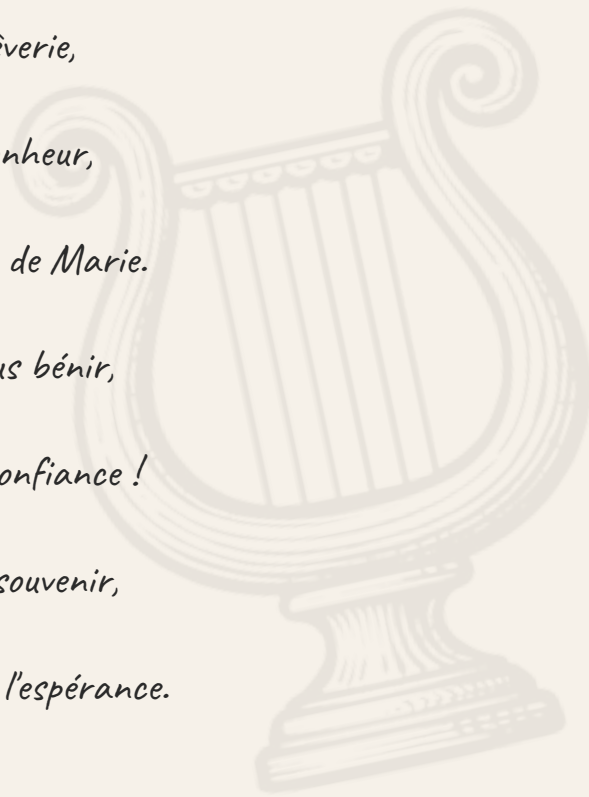 êverie,
nheur,
de Marie.
us bénir,
onfiance !
souvenir,
l'espérance.